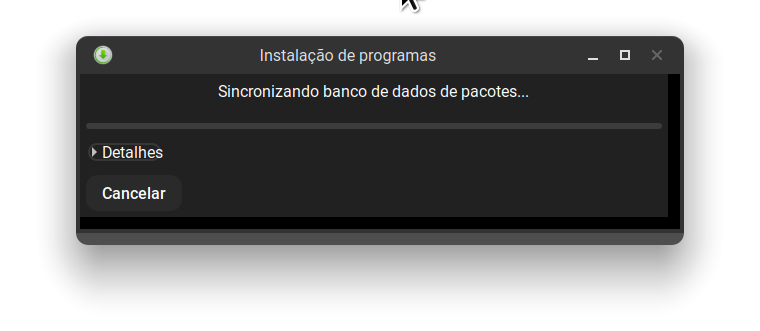 Instalação de programas
Sincronizando banco de dados de pacotes...
Detalhes
Cancelar